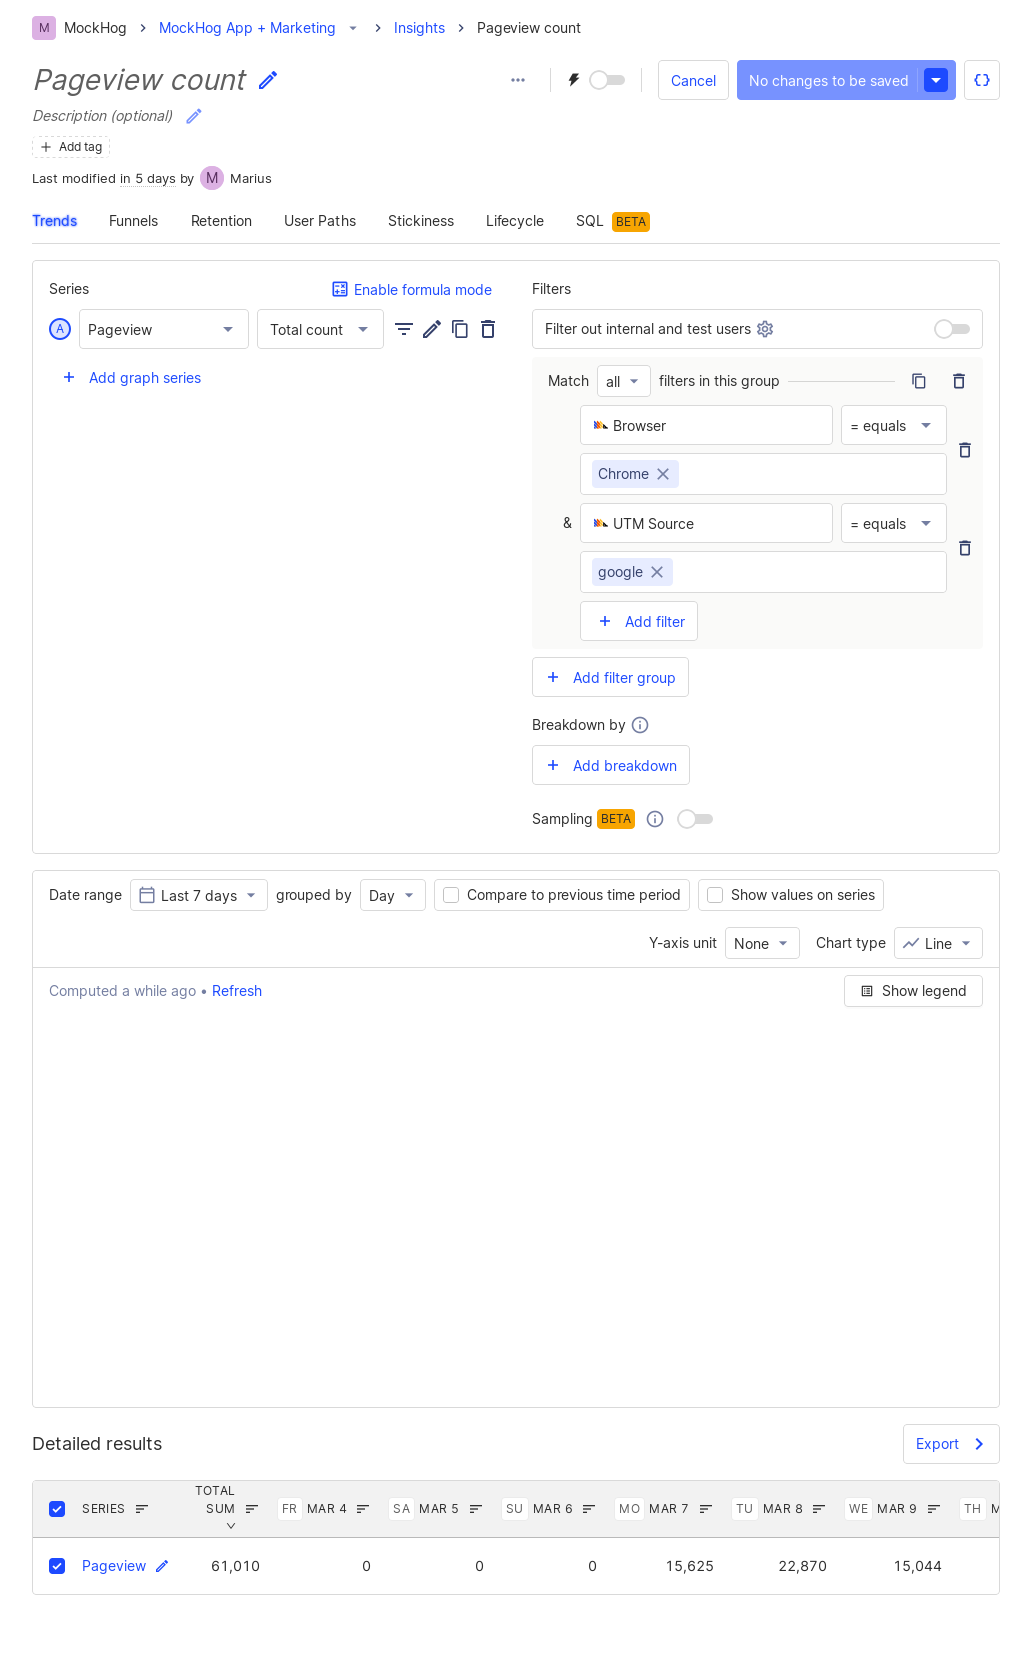 M MockHog MockHog App + Marketing Insights Pageview count
Pageview count
Cancel No changes to be saved
Description (optional)
Add tag
Last modified in 5 days by M Marius
Trends Funnels Retention User Paths Stickiness Lifecycle SQL BETA
Series Enable formula mode
A Pageview Total count
Add graph series
Filters
Filter out internal and test users
Match all filters in this group
Browser = equals
Chrome
& UTM Source = equals
google
Add filter
Add filter group
Breakdown by
Add breakdown
Sampling BETA
Date range Last 7 days grouped by Day Compare to previous time period Show values on series
Y-axis unit None Chart type Line
Computed a while ago • Refresh Show legend
Detailed results Export
SERIES TOTAL SUM FR MAR 4 SA MAR 5 SU MAR 6 MO MAR 7 TU MAR 8 WE MAR 9 TH M
Pageview 61,010 0 0 0 15,625 22,870 15,044